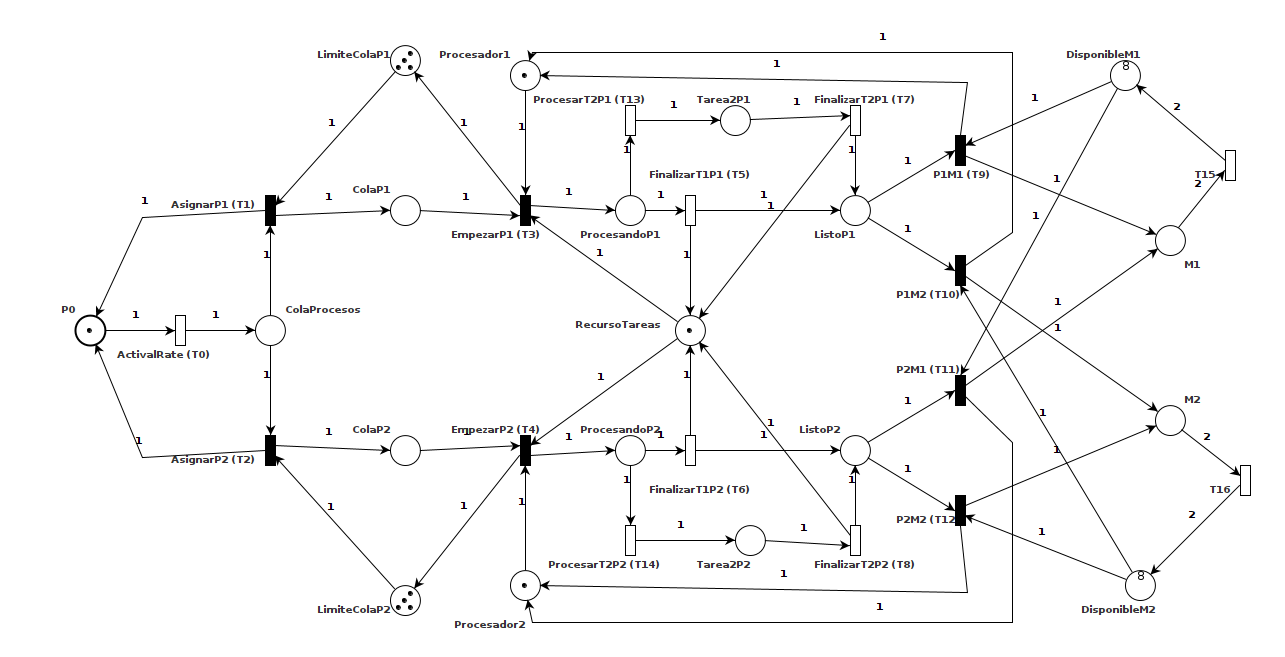 1
LimiteColaP1
Procesador1
DisponibleM1
1
8
ProcesarT2P1 (T13)
Tarea2P1
FinalizarT2P1 (T7)
1
1
1
2
1
1
1
1
1
FinalizarT1P1 (T5)
1
P1M1 (T9)
T15
ColaP1
1
2
1
AsignarP1 (T1)
1
1
1
1
1
1
1
EmpezarP1 (T3)
ProcesandoP1
ListoP1
1
1
1
1
M1
P1M2 (T10)
P0
1
1
ColaProcesos
RecursoTareas
1
1
ActivalRate (T0)
1
1
1
P2M1 (T11)
1
M2
1
1
ColaP2
EmpezarP2 (T4)
ProcesandoP2
ListoP2
1
1
1
1
1
1
1
2
1
AsignarP2 (T2)
1
1
1
FinalizarT1P2 (T6)
T16
1
1
1
P2M2 (T12)
2
1
1
1
ProcesarT2P2 (T14)
Tarea2P2
FinalizarT2P2 (T8)
1
8
LimiteColaP2
1
DisponibleM2
Procesador2